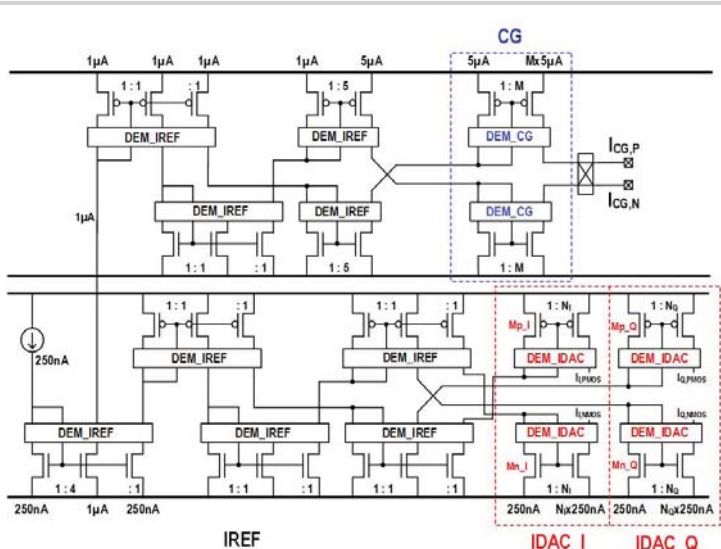 CG
1µA 1µA 1µA 1µA 5µA 5µA Mx5µA
1 : 1 : 1 1 : 5 1 : M
DEM_IREF DEM_IREF DEM_CG
ICG,P
1µA DEM_IREF DEM_IREF DEM_CG
ICG,N
1 : 1 : 1 1 : 5 1 : M
1 : 1 : 1 1 : 1 : 1 1 : NI 1 : NQ
Mp_I Mp_Q
250nA DEM_IREF DEM_IREF DEM_IDAC DEM_IDAC
II,PMOS IQ,PMOS
II,NMOS IQ,NMOS
DEM_IREF DEM_IREF DEM_IREF DEM_IDAC DEM_IDAC
Mn_I Mn_Q
1 : 4 : 1 1 : 1 : 1 1 : 1 : 1 1 : NI 1 : NQ
250nA 1µA 250nA 250nA NIx250nA 250nA NQx250nA
IREF IDAC_I IDAC_Q